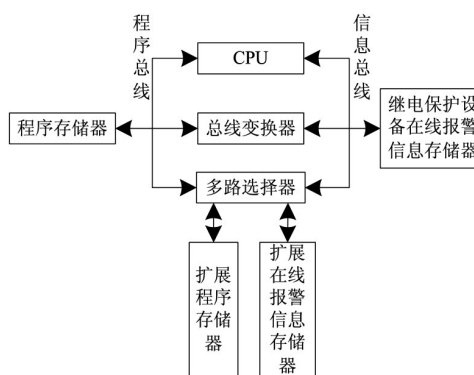 程序总线
信息总线
CPU
程序存储器
总线变换器
继电保护设
备在线报警
信息存储器
多路选择器
扩展
程序
存储
器
扩展
在线
报警
信息
存储
器